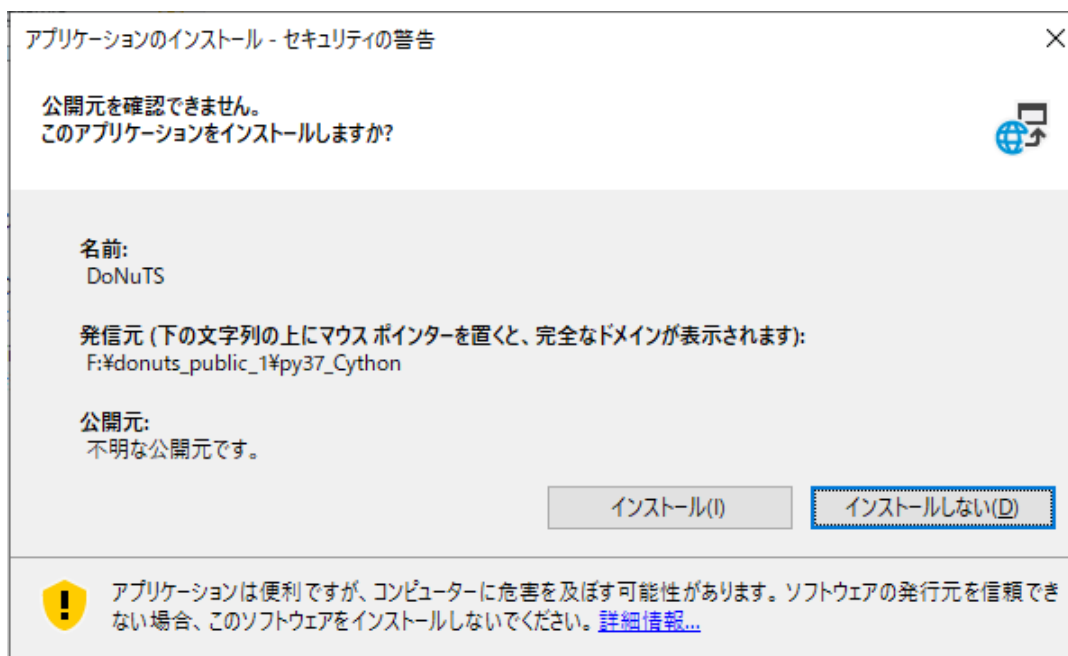 アプリケーションのインストール - セキュリティの警告
公開元を確認できません。
このアプリケーションをインストールしますか?
名前:
DoNuTS
発信元 (下の文字列の上にマウス ポインターを置くと、完全なドメインが表示されます):
F:¥donuts_public_1¥py37_Cython
公開元:
不明な公開元です。
インストール(I)
インストールしない(D)
アプリケーションは便利ですが、コンピューターに危害を及ぼす可能性があります。ソフトウェアの発行元を信頼でき
ない場合、このソフトウェアをインストールしないでください。詳細情報...